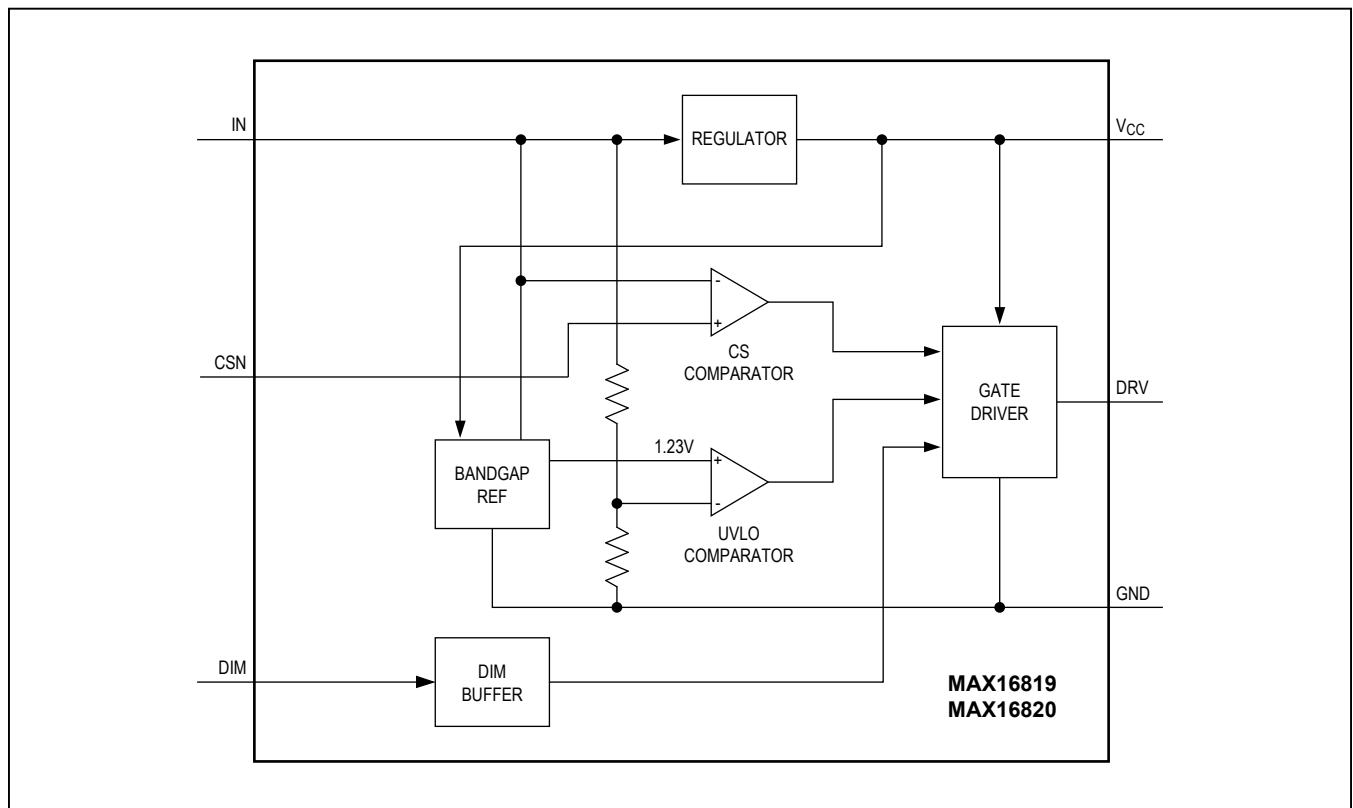 IN
REGULATOR
VCC
-
+
CS
COMPARATOR
CSN
GATE
DRIVER
DRV
1.23V
BANDGAP
REF
+
-
UVLO
COMPARATOR
GND
DIM
DIM
BUFFER
MAX16819
MAX16820